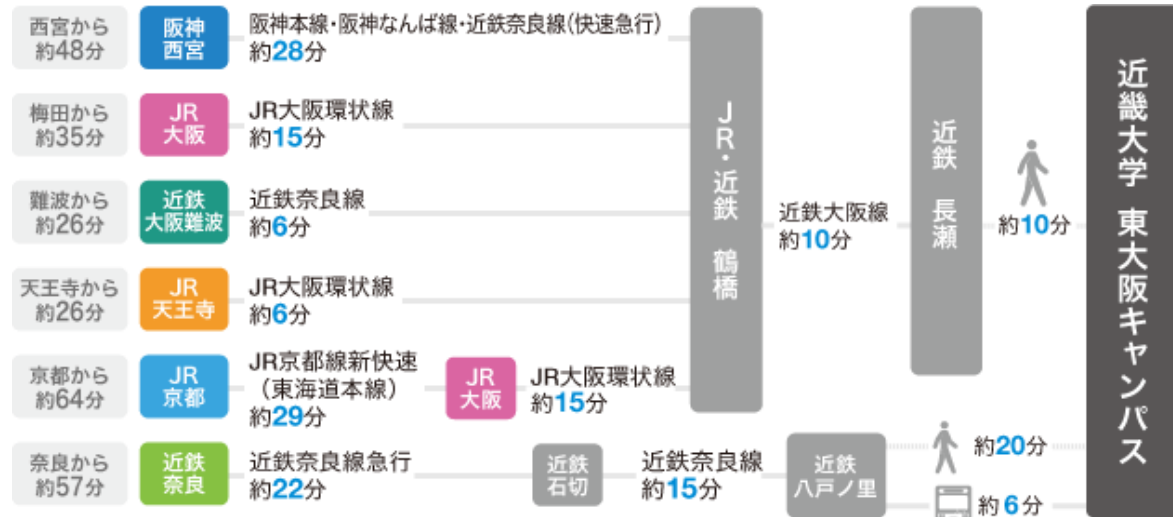 西宮から
約48分
阪神
西宮
阪神本線・阪神なんば線・近鉄奈良線(快速急行)
約28分
梅田から
約35分
JR
大阪
JR大阪環状線
約15分
難波から
約26分
近鉄
大阪難波
近鉄奈良線
約6分
天王寺から
約26分
JR
天王寺
JR大阪環状線
約6分
京都から
約64分
JR
京都
JR京都線新快速
(東海道本線)
約29分
JR
大阪
JR大阪環状線
約15分
JR・近鉄 鶴橋
近鉄大阪線
約10分
近鉄 長瀬
約10分
奈良から
約57分
近鉄
奈良
近鉄奈良線急行
約22分
近鉄
石切
近鉄奈良線
約15分
近鉄
八戸ノ里
約20分
約6分
近畿大学 東大阪キャンパス